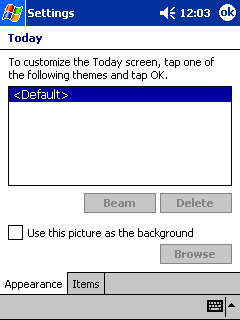 Settings 12:03 ok
Today
To customize the Today screen, tap one of
the following themes and tap OK.
<Default>
Beam Delete
Use this picture as the background
Browse
Appearance Items